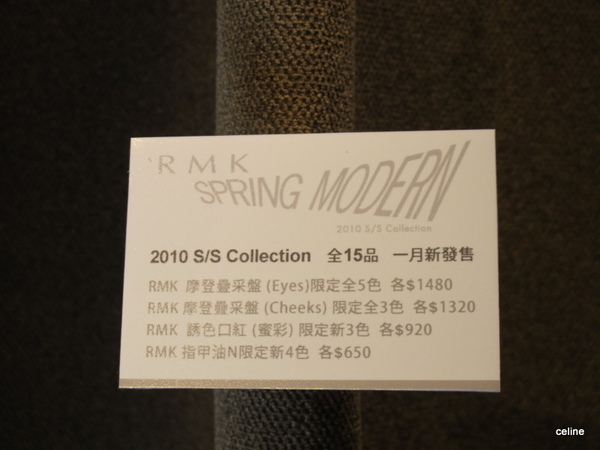 RMK
SPRING MODERN
2010 S/S Collection
2010 S/S Collection 全15品 一月新發售
RMK 摩登疊采盤 (Eyes)限定全5色 各$1480
RMK 摩登疊采盤 (Cheeks) 限定全3色 各$1320
RMK 誘色口紅 (蜜彩) 限定新3色 各$920
RMK 指甲油N限定新4色 各$650
celine